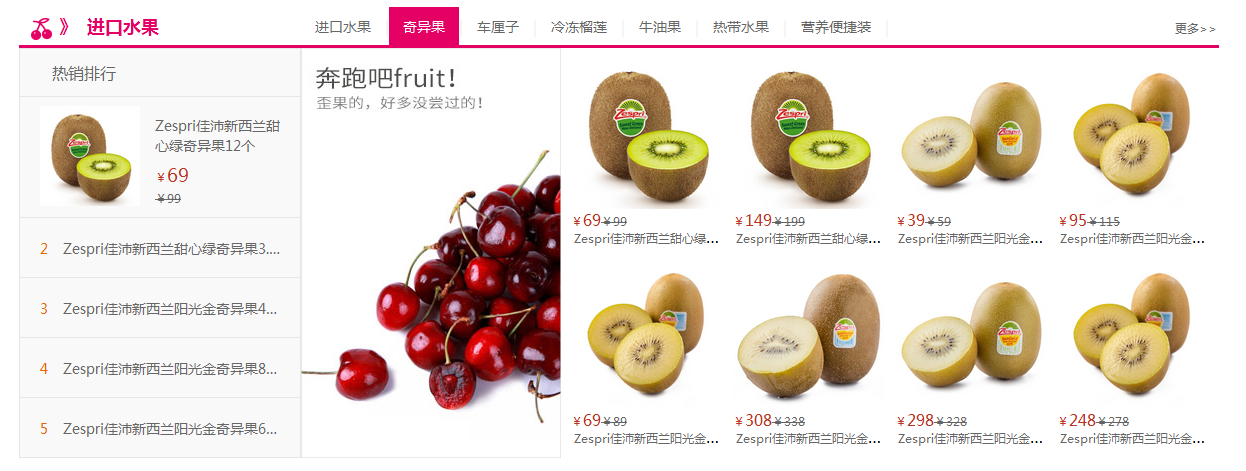 》 进口水果
进口水果 奇异果 车厘子 冷冻榴莲 牛油果 热带水果 营养便捷装
更多>>
热销排行
Zespri佳沛新西兰甜
心绿奇异果12个
¥69
¥99
2 Zespri佳沛新西兰甜心绿奇异果3....
3 Zespri佳沛新西兰阳光金奇异果4...
4 Zespri佳沛新西兰阳光金奇异果8...
5 Zespri佳沛新西兰阳光金奇异果6...
奔跑吧fruit!
歪果的，好多没尝过的!
Zespri
Zespri
¥69¥99
Zespri佳沛新西兰甜心绿...
¥149¥199
Zespri佳沛新西兰甜心绿...
¥39¥59
Zespri佳沛新西兰阳光金...
¥95¥115
Zespri佳沛新西兰阳光金...
¥69¥89
Zespri佳沛新西兰阳光金...
¥308¥338
Zespri佳沛新西兰阳光金...
¥298¥328
Zespri佳沛新西兰阳光金...
¥248¥278
Zespri佳沛新西兰阳光金...